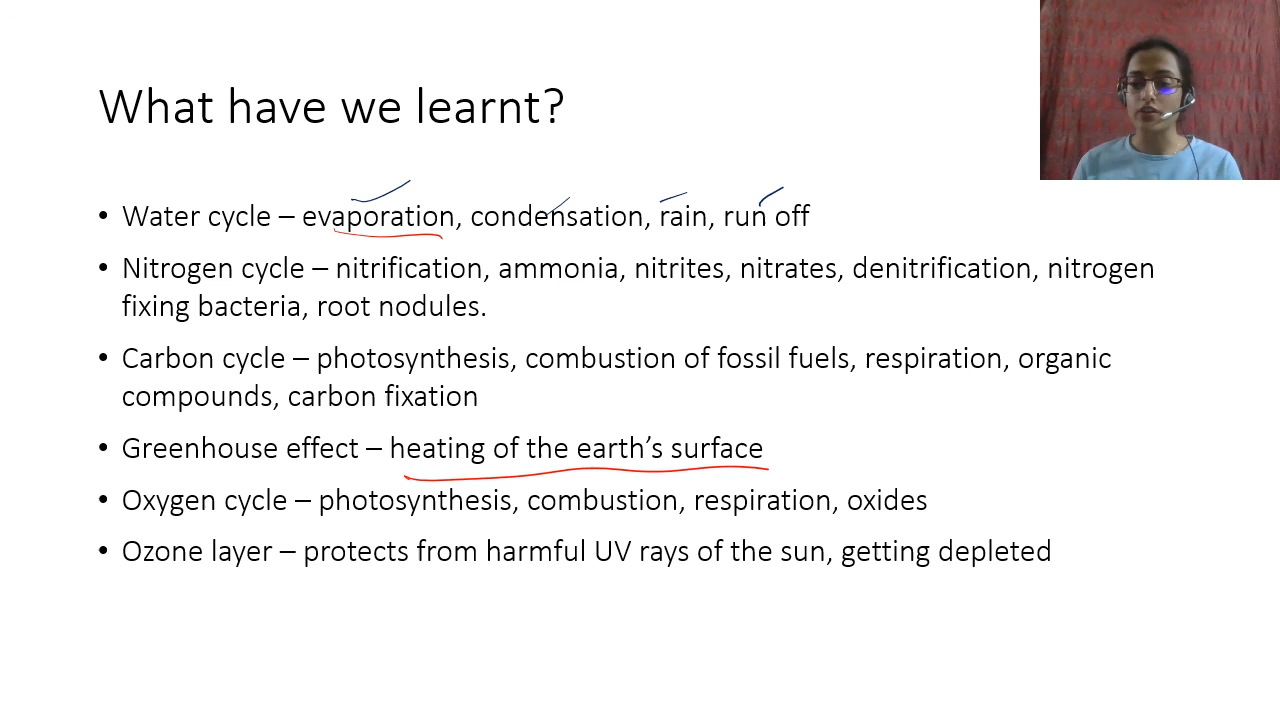 What have we learnt?
• Water cycle – evaporation, condensation, rain, run off
• Nitrogen cycle – nitrification, ammonia, nitrites, nitrates, denitrification, nitrogen
fixing bacteria, root nodules.
• Carbon cycle – photosynthesis, combustion of fossil fuels, respiration, organic
compounds, carbon fixation
• Greenhouse effect – heating of the earth’s surface
• Oxygen cycle – photosynthesis, combustion, respiration, oxides
• Ozone layer – protects from harmful UV rays of the sun, getting depleted